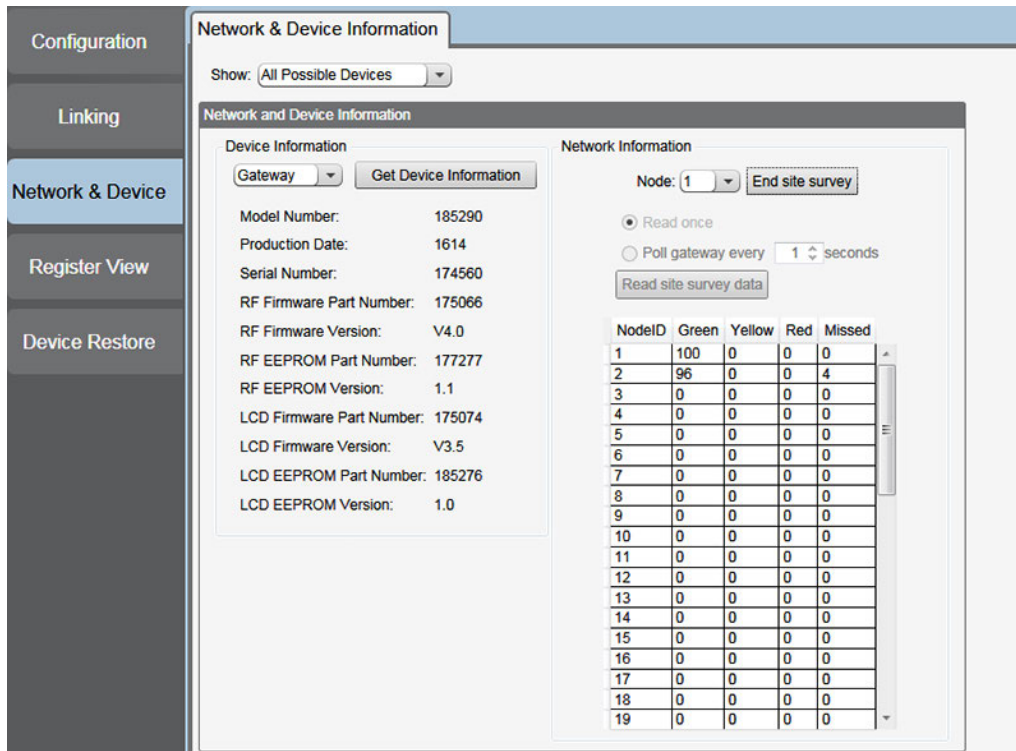 Configuration
Linking
Network & Device
Register View
Device Restore
Network & Device Information
Show: All Possible Devices
Network and Device Information
Device Information
Gateway Get Device Information
Model Number: 185290
Production Date: 1614
Serial Number: 174560
RF Firmware Part Number: 175066
RF Firmware Version: V4.0
RF EEPROM Part Number: 177277
RF EEPROM Version: 1.1
LCD Firmware Part Number: 175074
LCD Firmware Version: V3.5
LCD EEPROM Part Number: 185276
LCD EEPROM Version: 1.0
Network Information
Node: 1 End site survey
Read once
Poll gateway every 1 seconds
Read site survey data
NodeID Green Yellow Red Missed
1 100 0 0 0
2 96 0 0 4
3 0 0 0 0
4 0 0 0 0
5 0 0 0 0
6 0 0 0 0
7 0 0 0 0
8 0 0 0 0
9 0 0 0 0
10 0 0 0 0
11 0 0 0 0
12 0 0 0 0
13 0 0 0 0
14 0 0 0 0
15 0 0 0 0
16 0 0 0 0
17 0 0 0 0
18 0 0 0 0
19 0 0 0 0